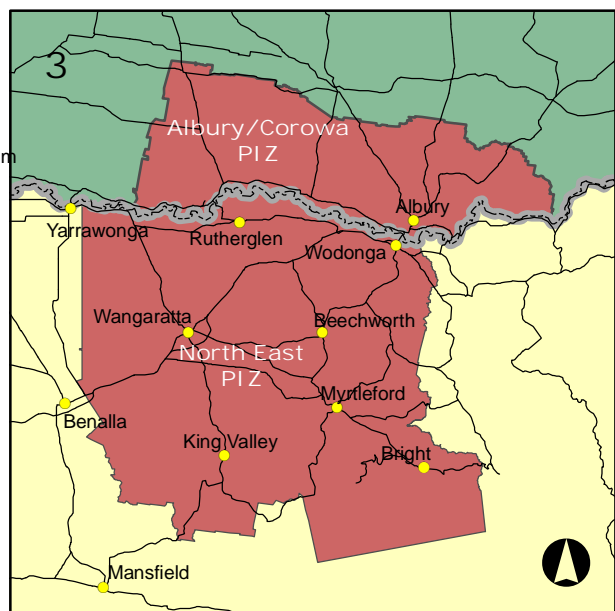 3
Albury/Corowa
PIZ
m
Albury
Yarrawonga
Rutherglen
Wodonga
Wangaratta
Beechworth
North East
PIZ
Myrtleford
Benalla
King Valley
Bright
Mansfield